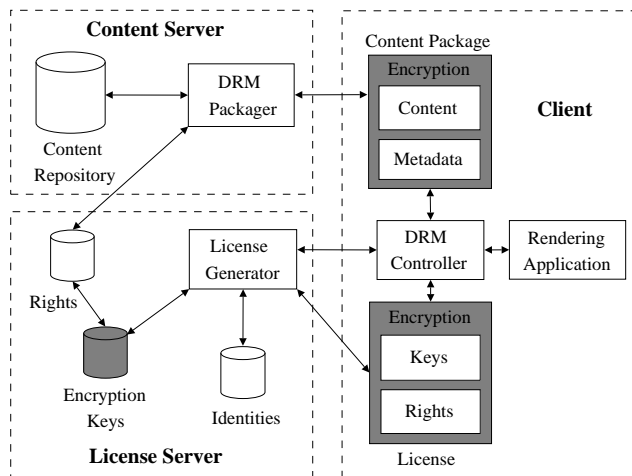 Content Server
DRM
Packager
Content
Repository
Content Package
Encryption
Content
Metadata
Client
Rights
License
Generator
Encryption
Keys
Identities
License Server
DRM
Controller
Rendering
Application
Encryption
Keys
Rights
License